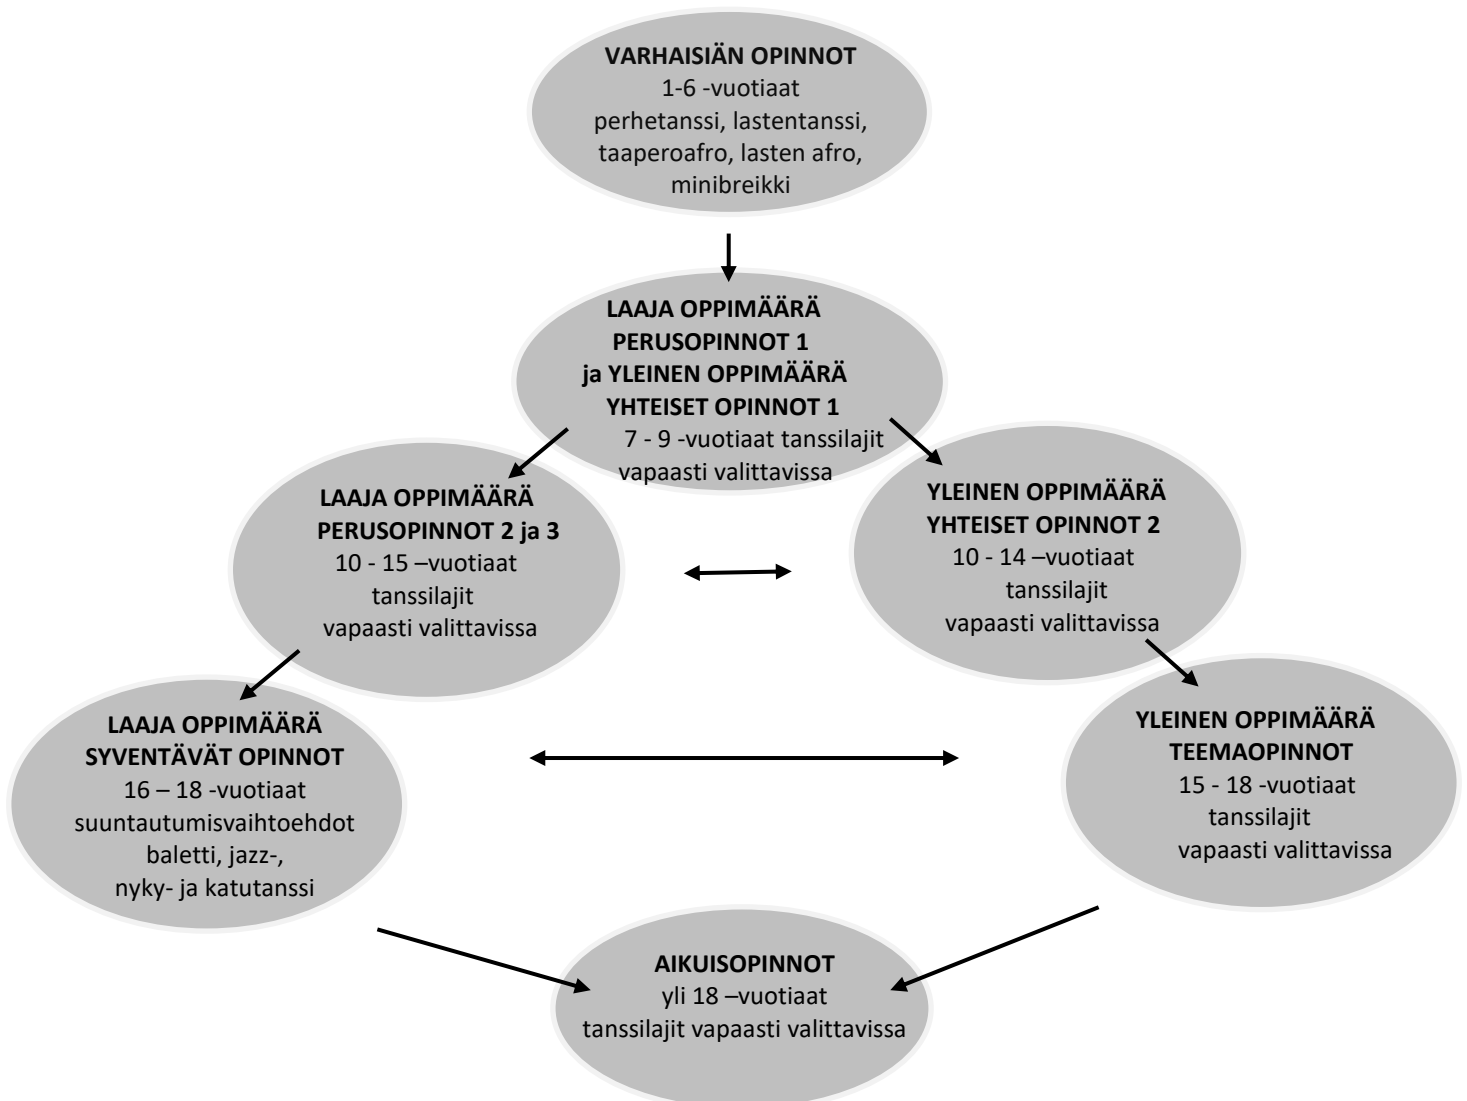 VARHAISIÄN OPINNOT
1-6 -vuotiaat
perhetanssi, lastentanssi,
taaperoafro, lasten afro,
minibreikki
LAAJA OPPIMÄÄRÄ
PERUSOPINNOT 1
ja YLEINEN OPPIMÄÄRÄ
YHTEISET OPINNOT 1
7 - 9 -vuotiaat tanssilajit
vapaasti valittavissa
LAAJA OPPIMÄÄRÄ
PERUSOPINNOT 2 ja 3
10 - 15 –vuotiaat
tanssilajit
vapaasti valittavissa
YLEINEN OPPIMÄÄRÄ
YHTEISET OPINNOT 2
10 - 14 –vuotiaat
tanssilajit
vapaasti valittavissa
LAAJA OPPIMÄÄRÄ
SYVENTÄVÄT OPINNOT
16 – 18 -vuotiaat
suuntautumisvaihtoehdot
baletti, jazz-,
nyky- ja katutanssi
YLEINEN OPPIMÄÄRÄ
TEEMAOPINNOT
15 - 18 -vuotiaat
tanssilajit
vapaasti valittavissa
AIKUISOPINNOT
yli 18 –vuotiaat
tanssilajit vapaasti valittavissa